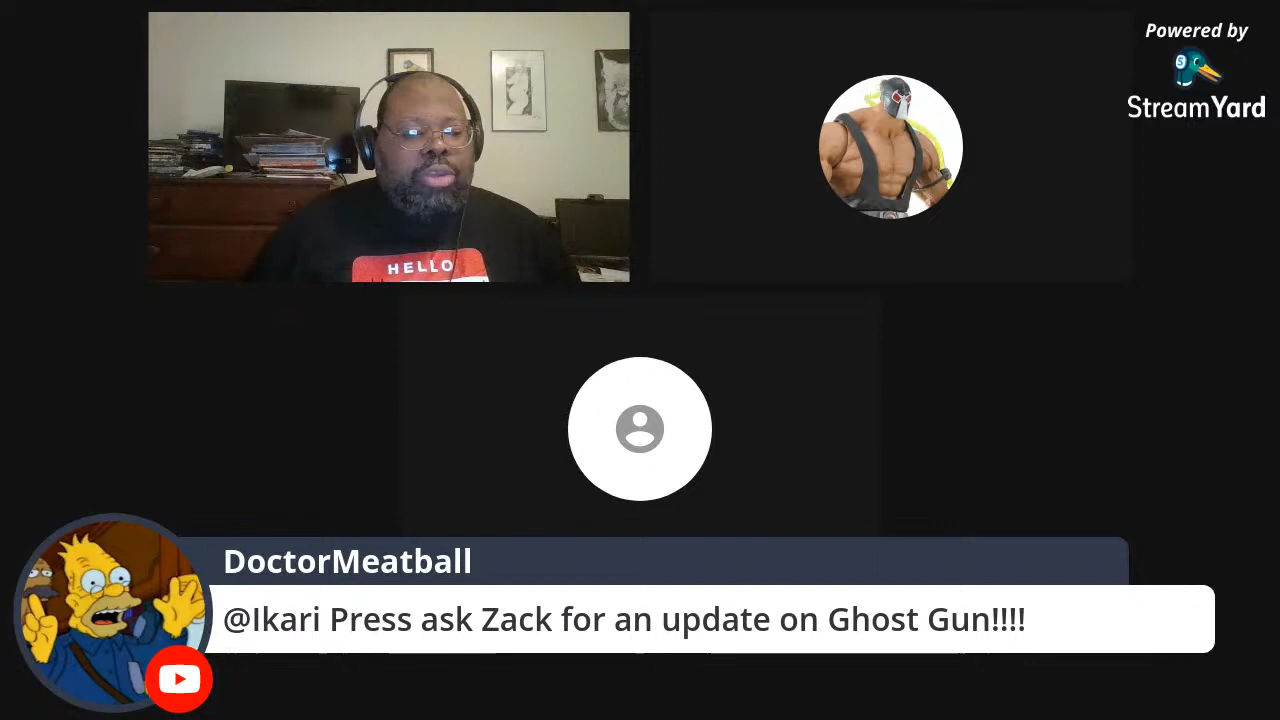 Powered by
StreamYard
HELLO
DoctorMeatball
@Ikari Press ask Zack for an update on Ghost Gun!!!!